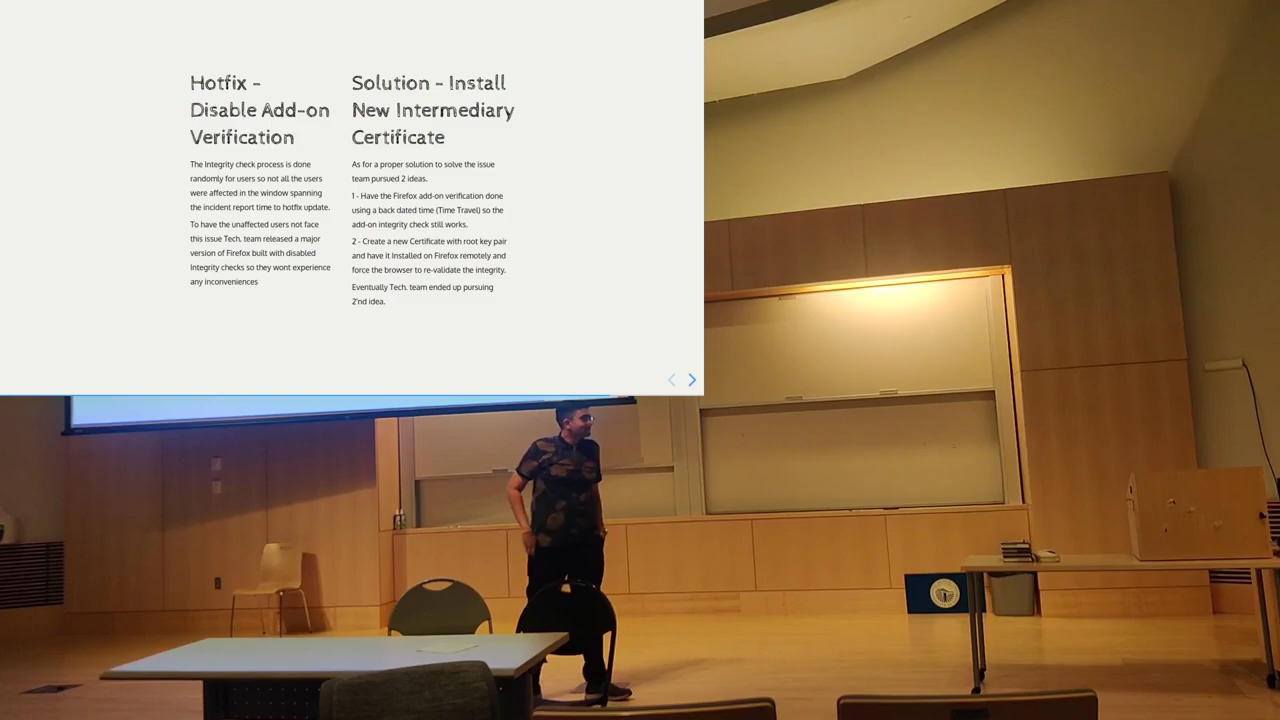 Hotfix -
Disable Add-on
Verification
The Integrity check process is done
randomly for users so not all the users
were affected in the window spanning
the incident report time to hotfix update.
To have the unaffected users not face
this issue Tech, team released a major
version of Firefox built with disabled
Integrity checks so they wont experience
any inconveniences
Solution - Install
New Intermediary
Certificate
As for a proper solution to solve the issue
team pursued 2 ideas.
1 - Have the Firefox add-on verification done
using a back dated time (Time Travel) so the
add-on integrity check still works.
2 - Create a new Certificate with root key pair
and have it Installed on Firefox remotely and
force the browser to re-validate the integrity.
Eventually Tech. team ended up pursuing
2'nd idea.